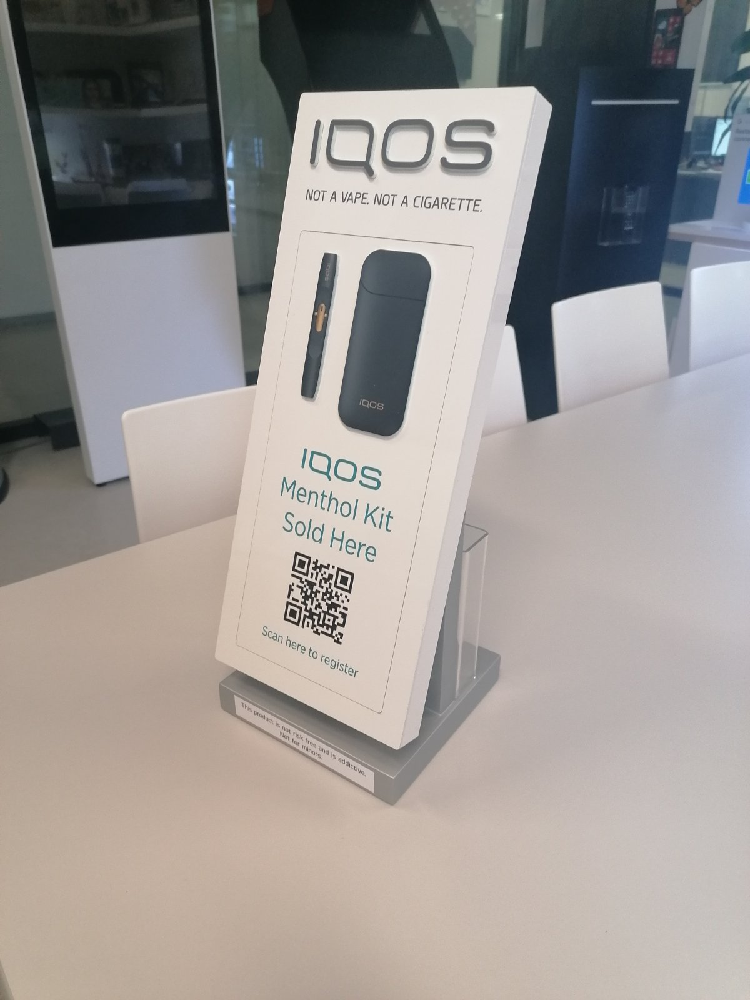 IQOS
NOT A VAPE. NOT A CIGARETTE.
IQOS
IQOS
IQOS
Menthol Kit
Sold Here
Scan here to register
This product is not risk free and is addictive.
Not for minors.